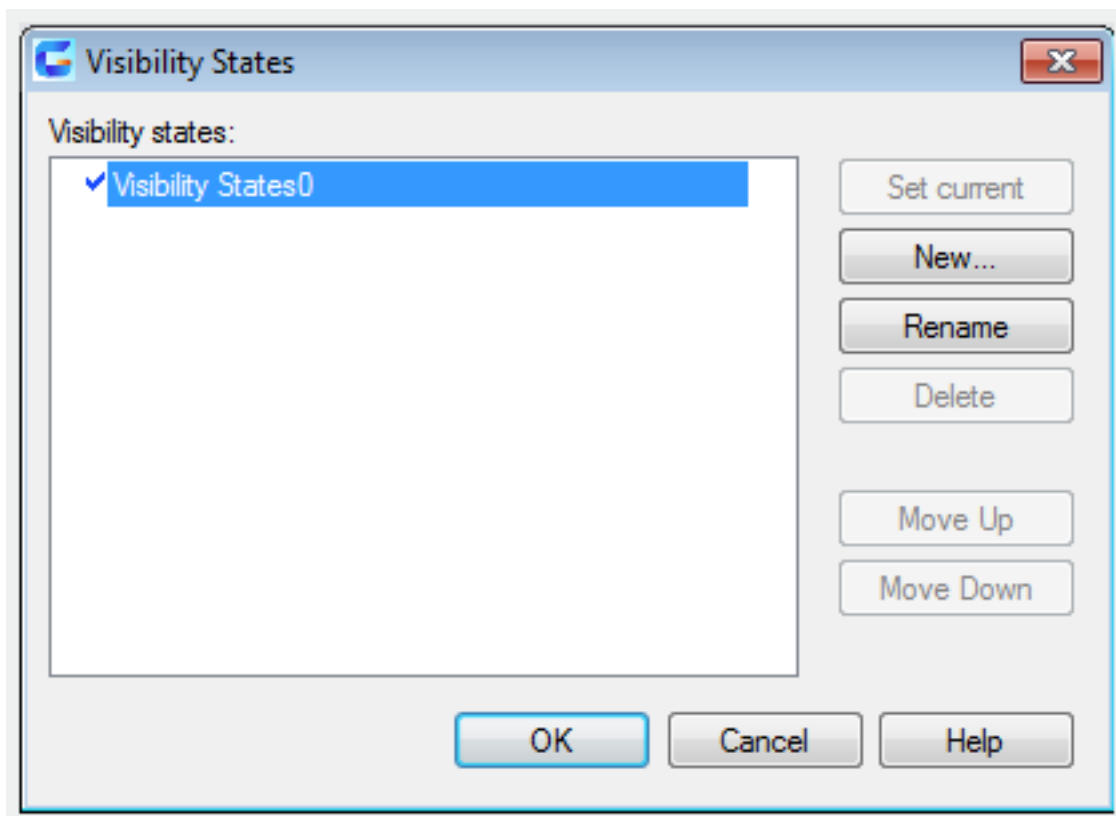 Visibility States
Visibility states:
Visibility States0
Set current
New...
Rename
Delete
Move Up
Move Down
OK
Cancel
Help